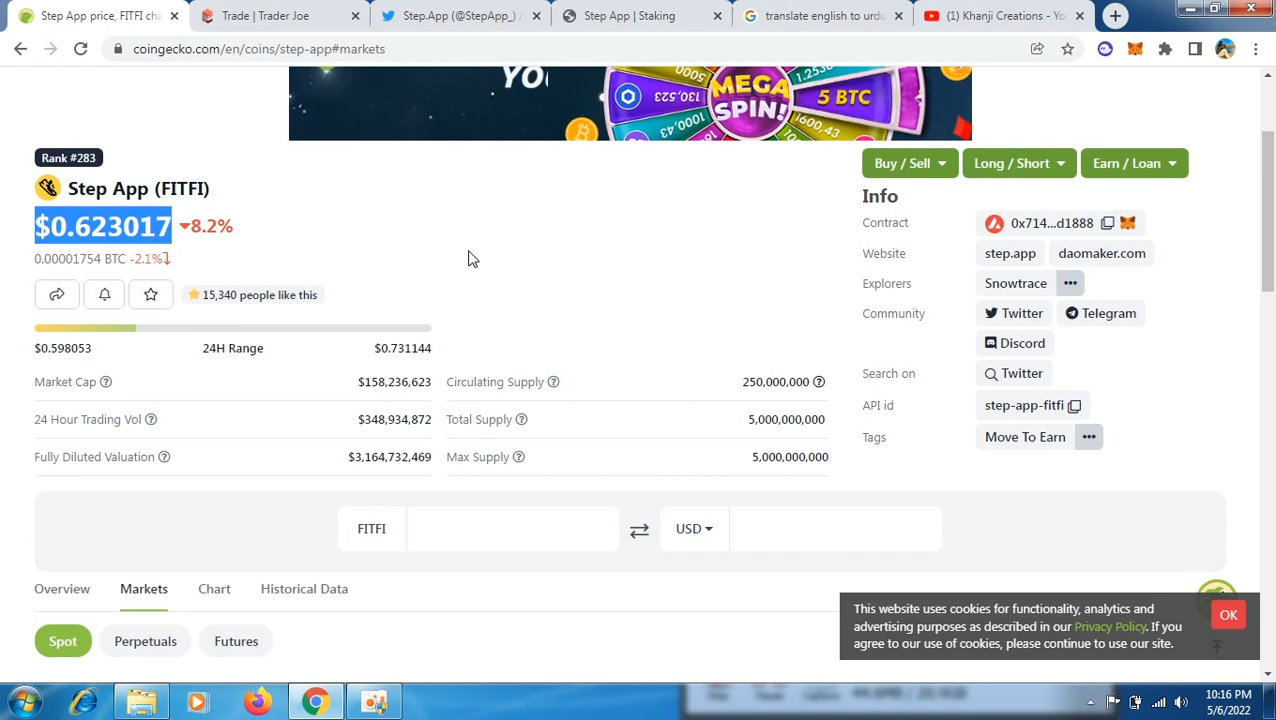 Step App price, FITFI cha
Trade | Trader Joe
Step App | Staking
translate english to urdu
(1) Khanji Creations - Yo
coingecko.com/en/coins/step-app#markets
YOU
MEGA
SPIN!
5 BTC
Rank #283
Step App (FITFI)
$0.623017 8.2%
0.00001754 BTC -2.1%
15,340 people like this
$0.598053 24H Range $0.731144
Market Cap $158,236,623
24 Hour Trading Vol $348,934,872
Fully Diluted Valuation $3,164,732,469
Circulating Supply 250,000,000
Total Supply 5,000,000,000
Max Supply 5,000,000,000
Buy / Sell Long / Short Earn / Loan
Info
Contract 0x714...d1888
Website step.app daomaker.com
Explorers Snowtrace •••
Community Twitter Telegram
Discord
Search on Twitter
API id step-app-fitfi
Tags Move To Earn •••
FITFI USD
Overview Markets Chart Historical Data
Spot Perpetuals Futures
This website uses cookies for functionality, analytics and
advertising purposes as described in our Privacy Policy. If you
agree to our use of cookies, please continue to use our site.
OK
10:16 PM
5/6/2022